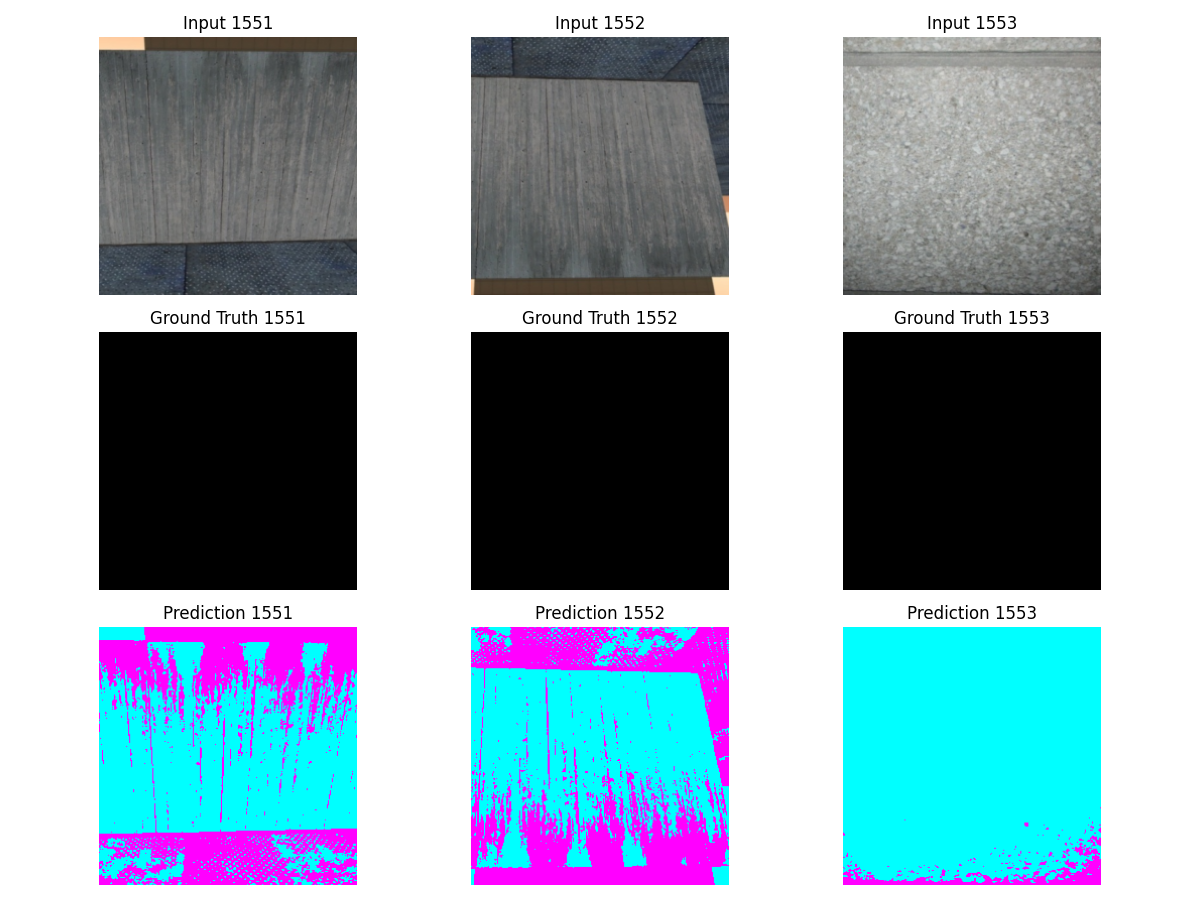 Input 1551
Input 1552
Input 1553
Ground Truth 1551
Ground Truth 1552
Ground Truth 1553
Prediction 1551
Prediction 1552
Prediction 1553